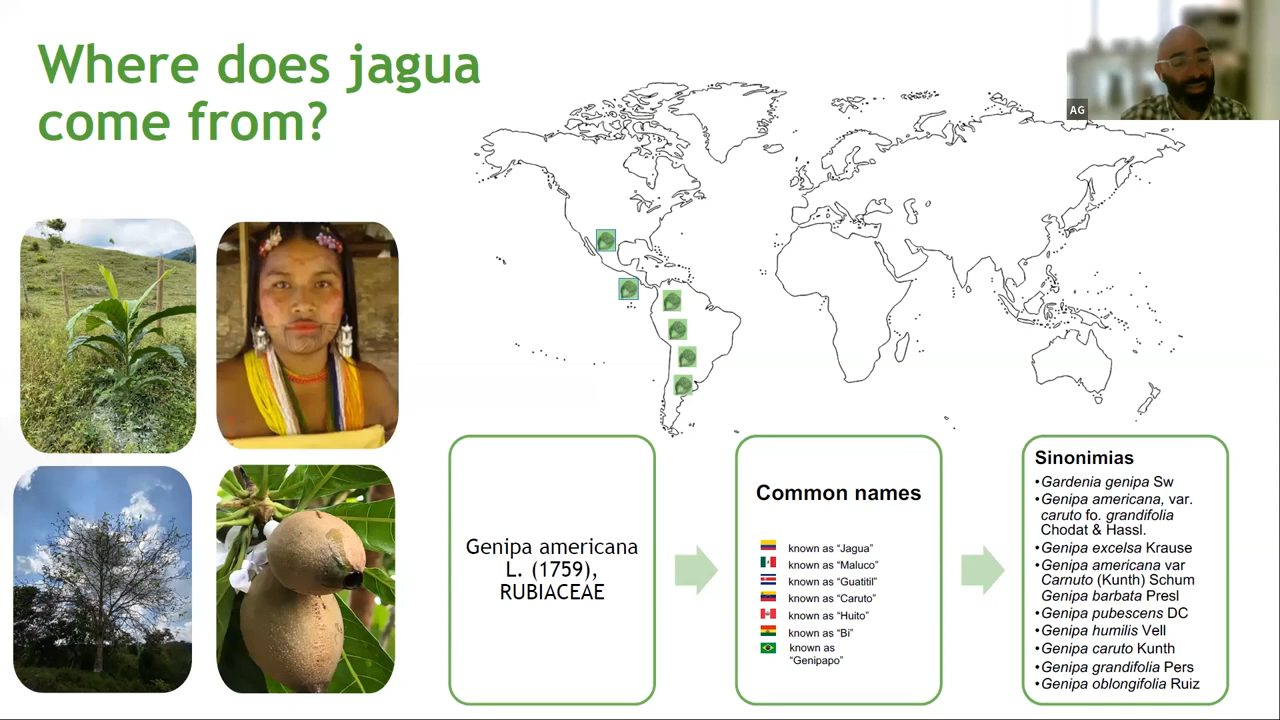 Where does jagua
come from?
AG
Genipa americana
L. (1759),
RUBIACEAE
Common names
known as “Jagua”
known as “Maluco”
known as “Guatitil”
known as “Caruto”
known as “Huito”
known as “Bi”
known as
“Genipapo”
Sinonimias
•Gardenia genipa Sw
•Genipa americana, var.
caruto fo. grandifolia
Chodat & Hassl.
•Genipa excelsa Krause
•Genipa americana var
Carnuto (Kunth) Schum
Genipa barbata Presl
•Genipa pubescens DC
•Genipa humilis Vell
•Genipa caruto Kunth
•Genipa grandifolia Pers
•Genipa oblongifolia Ruiz